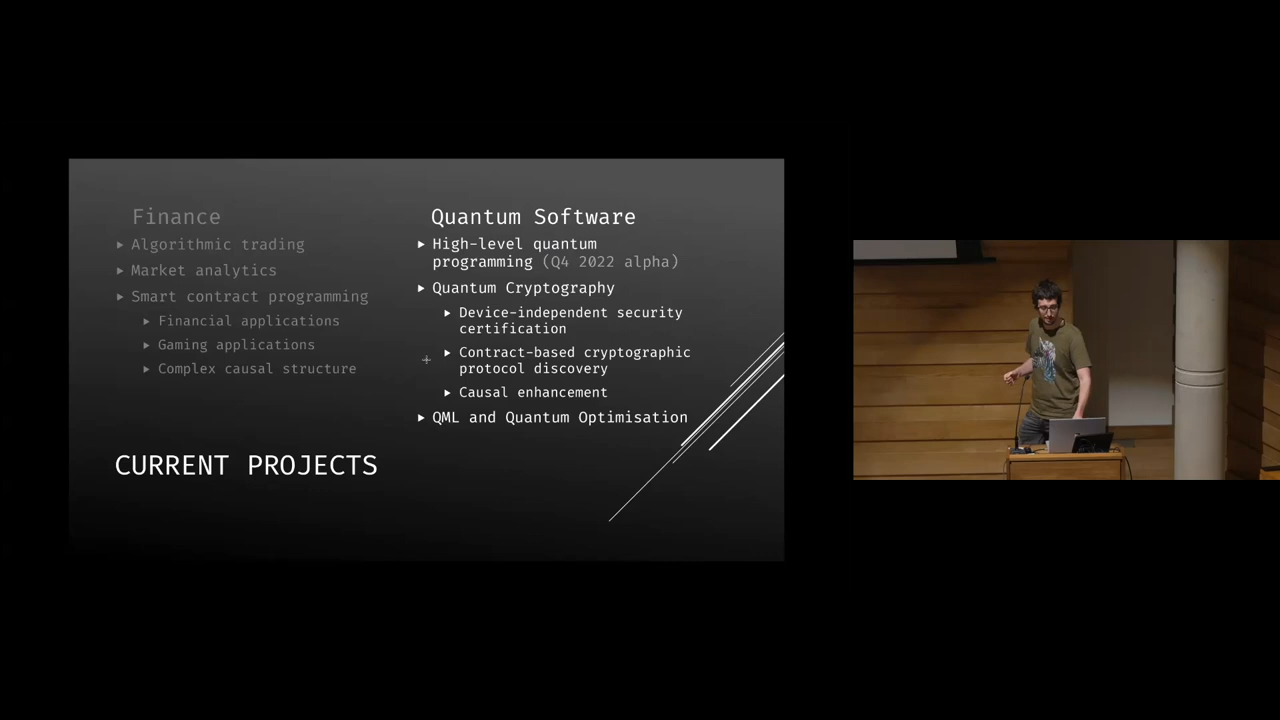 Finance
Algorithmic trading
Market analytics
Smart contract programming
Financial applications
Gaming applications
Complex causal structure
Quantum Software
High-level quantum
programming (Q4 2022 alpha)
Quantum Cryptography
Device-independent security
certification
Contract-based cryptographic
protocol discovery
Causal enhancement
QML and Quantum Optimisation
CURRENT PROJECTS